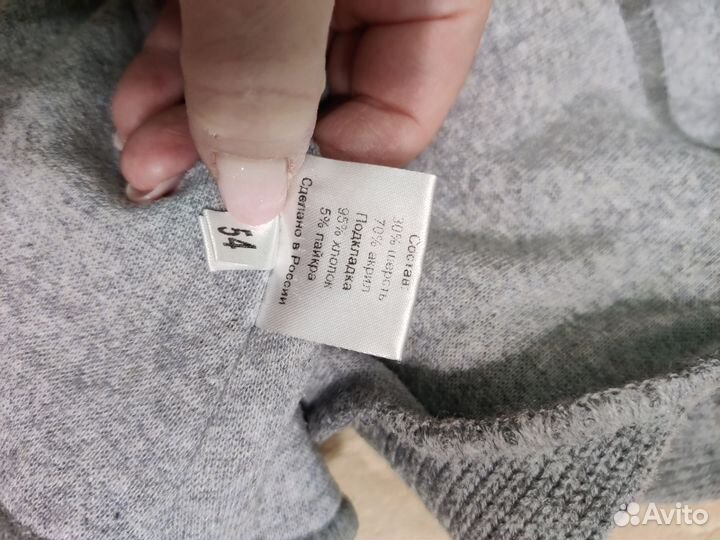 Состав
30% шерсть
70% акрил
Подкладка
95% хлопок
5% лайкра
Сделано в России
54
Avito